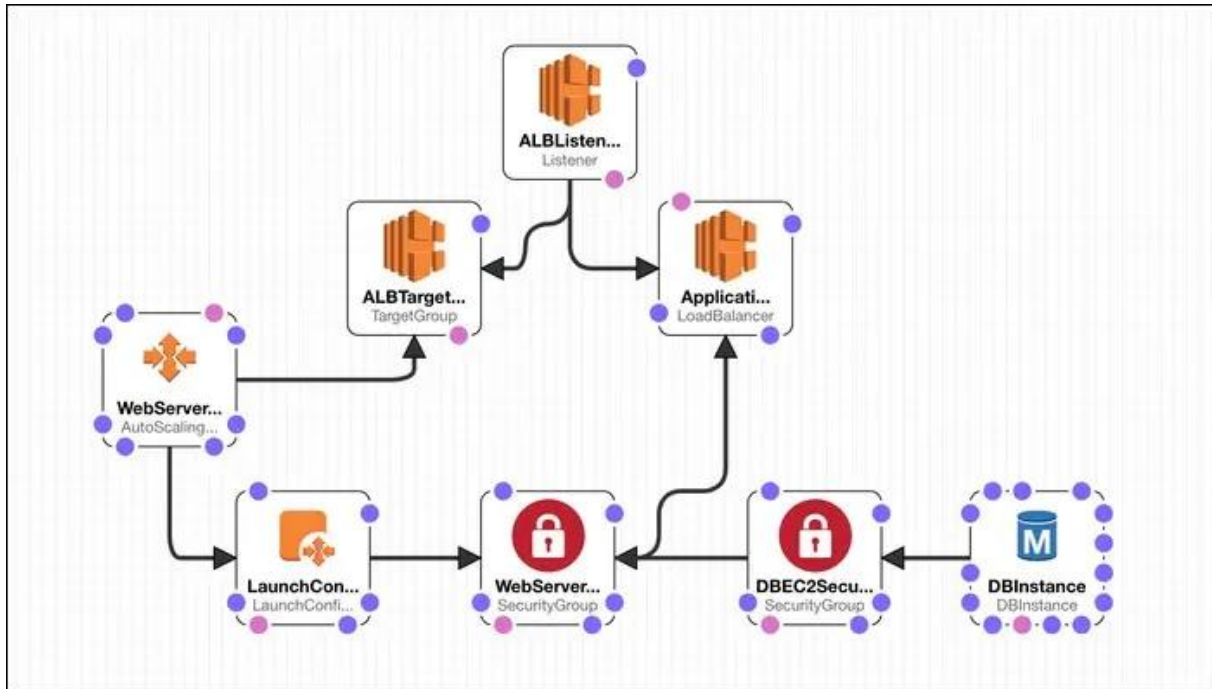 ALBListen...
Listener
ALBTarget...
TargetGroup
Applicati...
LoadBalancer
WebServer...
AutoScaling...
LaunchCon...
LaunchConfi...
WebServer...
SecurityGroup
DBEC2Secu...
SecurityGroup
M
DBInstance
DBInstance